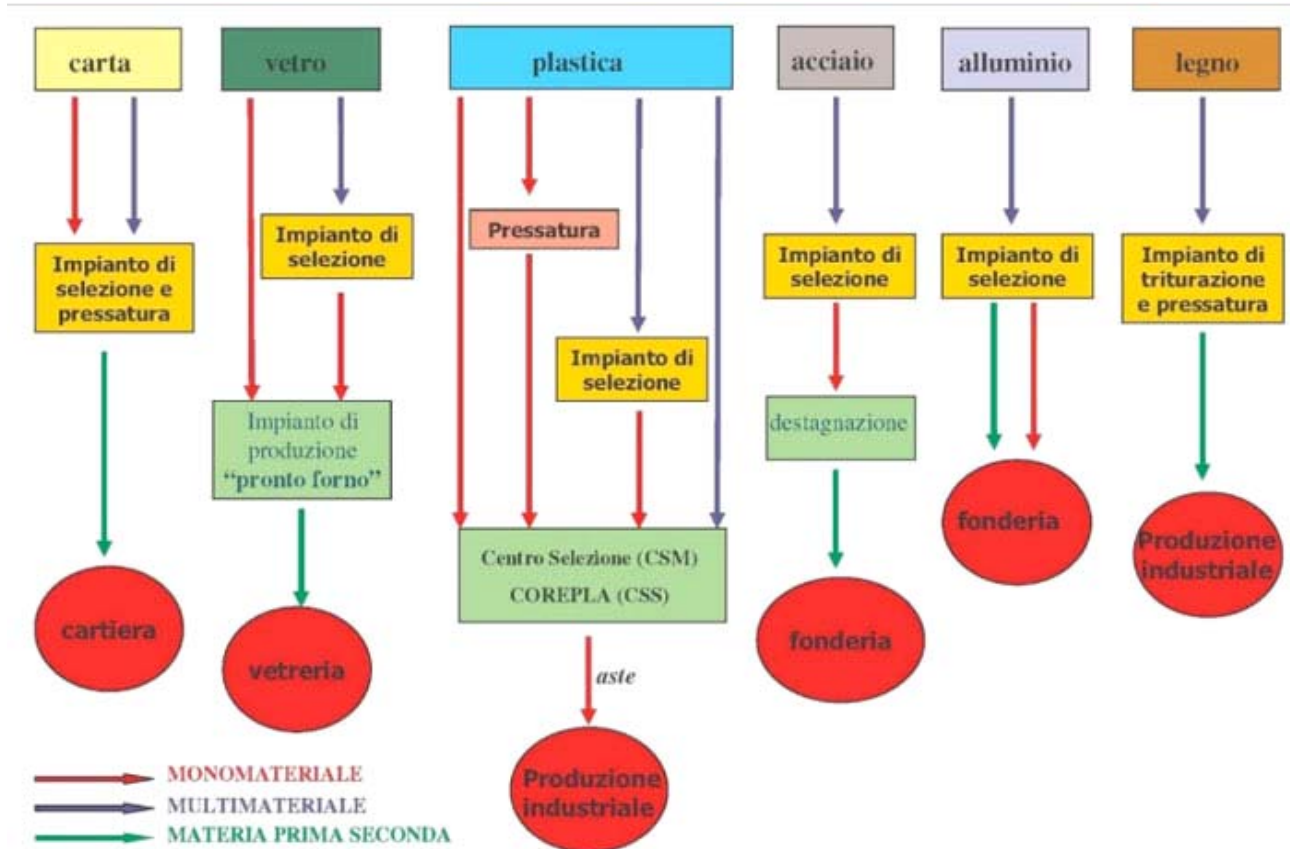 carta
vetro
plastica
acciaio
alluminio
legno
Impianto di
selezione e
pressatura
Impianto di
selezione
Pressatura
Impianto di
selezione
Impianto di
selezione
Impianto di
selezione
Impianto di
triturazione
e pressatura
Impianto di
produzione
“pronto forno”
destagnazione
Centro Selezione (CSM)
COREPLA (CSS)
cartiera
vetreria
aste
Produzione
industriale
fonderia
fonderia
Produzione
industriale
MONOMATERIALE
MULTIMATERIALE
MATERIA PRIMA SECONDA